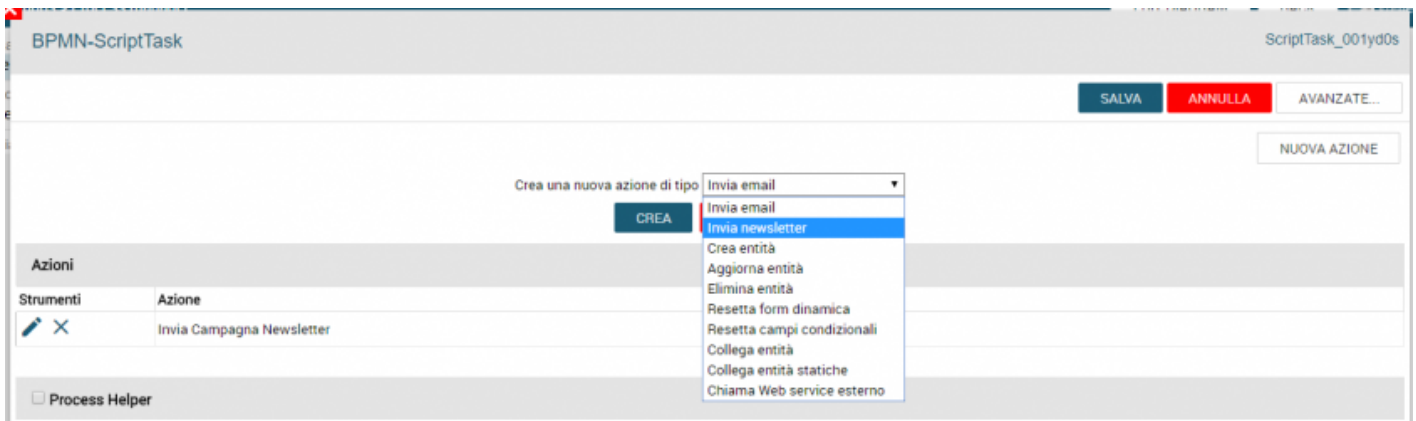 BPMN-ScriptTask ScriptTask_001yd0s
SALVA ANNULLA AVANZATE...
NUOVA AZIONE
Crea una nuova azione di tipo Invia email
CREA
Invia email
Invia newsletter
Crea entità
Aggiorna entità
Elimina entità
Resetta form dinamica
Resetta campi condizionali
Collega entità
Collega entità statiche
Chiama Web service esterno
Azioni
Strumenti Azione
Invia Campagna Newsletter
Process Helper